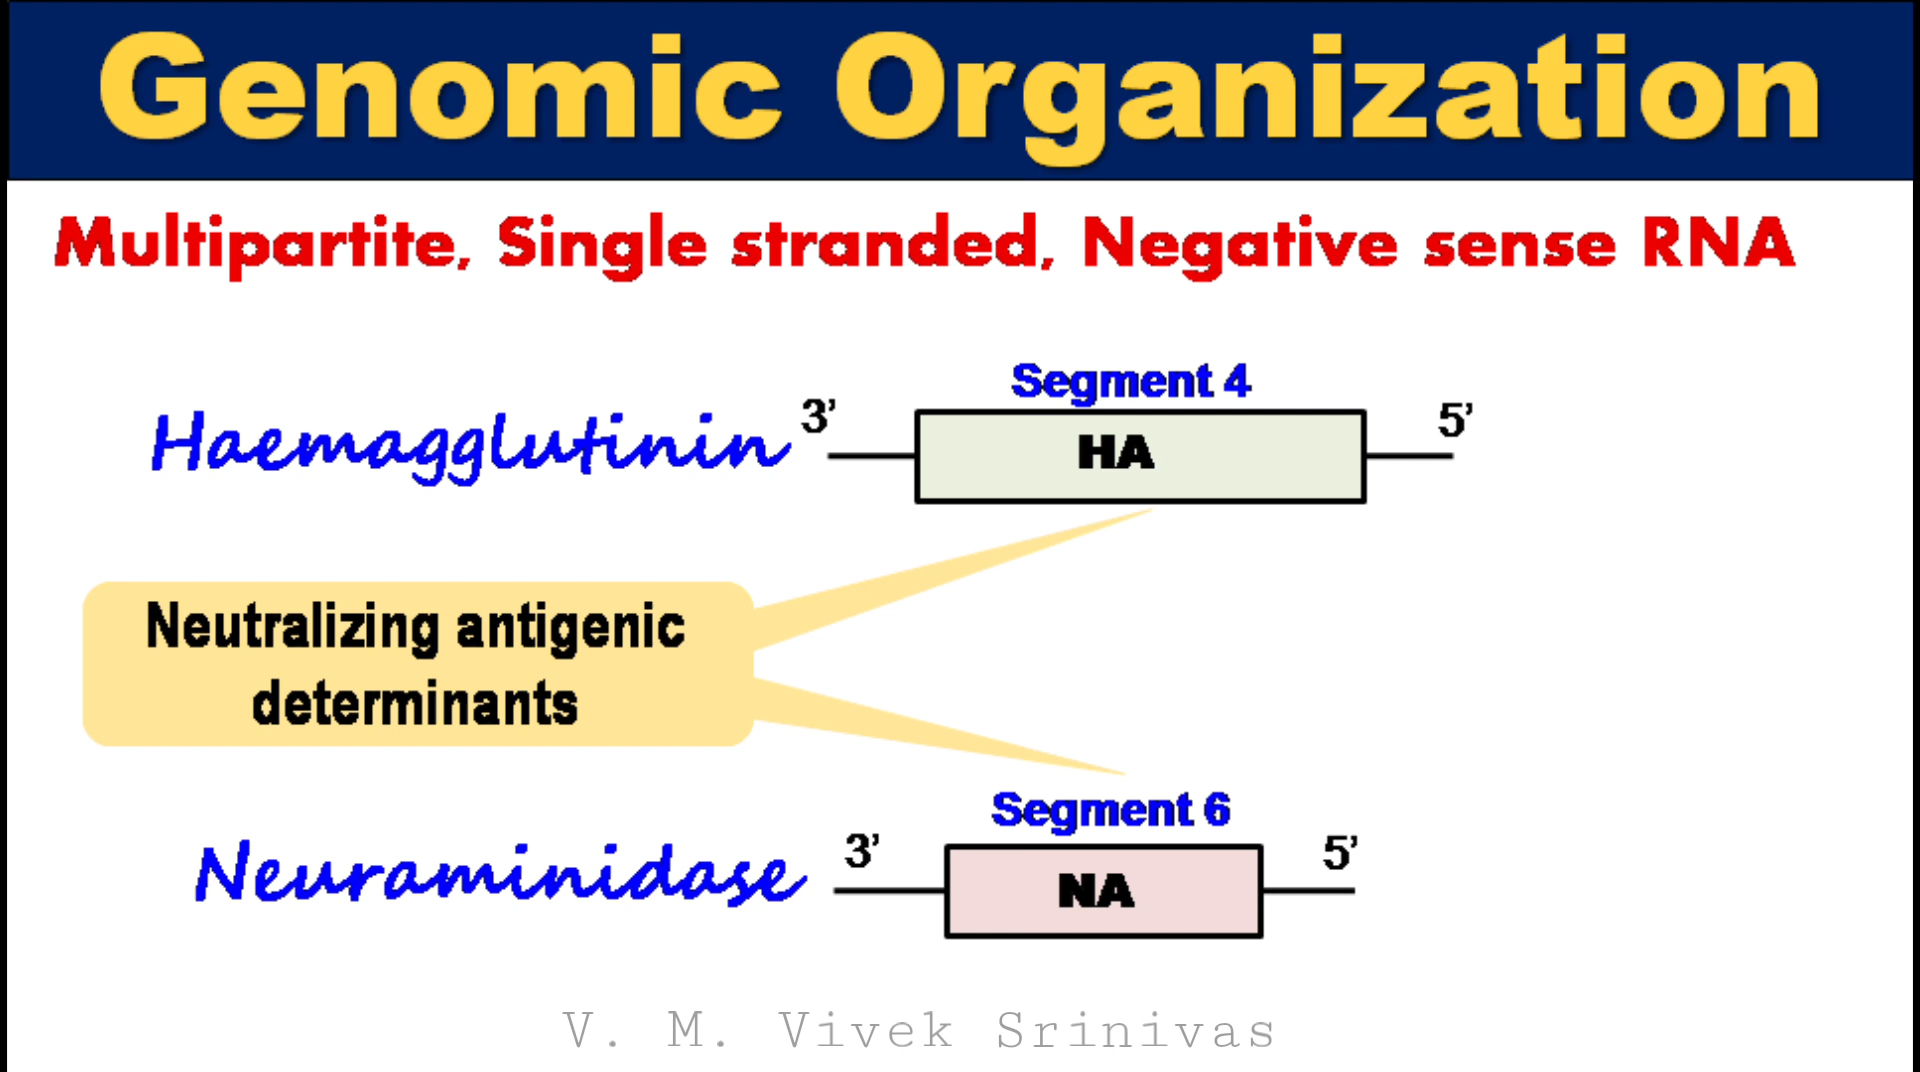 Genomic Organization
Multipartite, Single stranded, Negative sense RNA
Segment 4
Haemagglutinin 3’ HA 5’
Neutralizing antigenic
determinants
Segment 6
Neuraminidase 3’ NA 5’
V. M. Vivek Srinivas